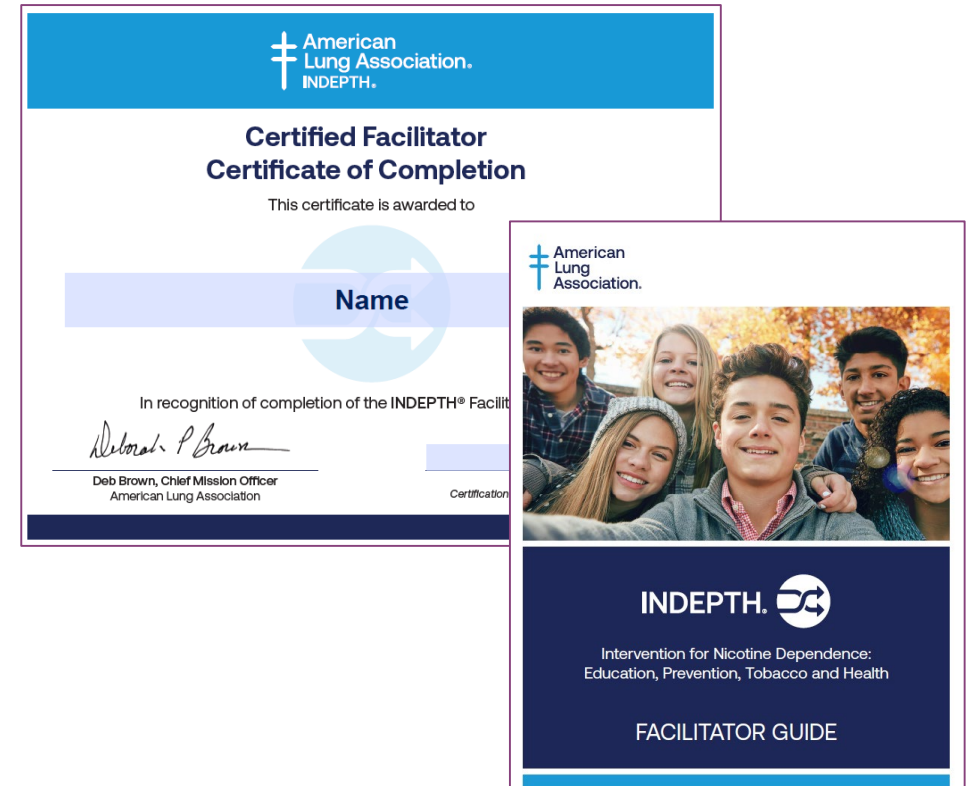 American
Lung Association.
INDEPTH.
Certified Facilitator
Certificate of Completion
This certificate is awarded to
Name
In recognition of completion of the INDEPTH® Facilit
Deborah P Brown
Deb Brown, Chief Mission Officer
American Lung Association
Certification
American
Lung
Association.
INDEPTH.
Intervention for Nicotine Dependence:
Education, Prevention, Tobacco and Health
FACILITATOR GUIDE